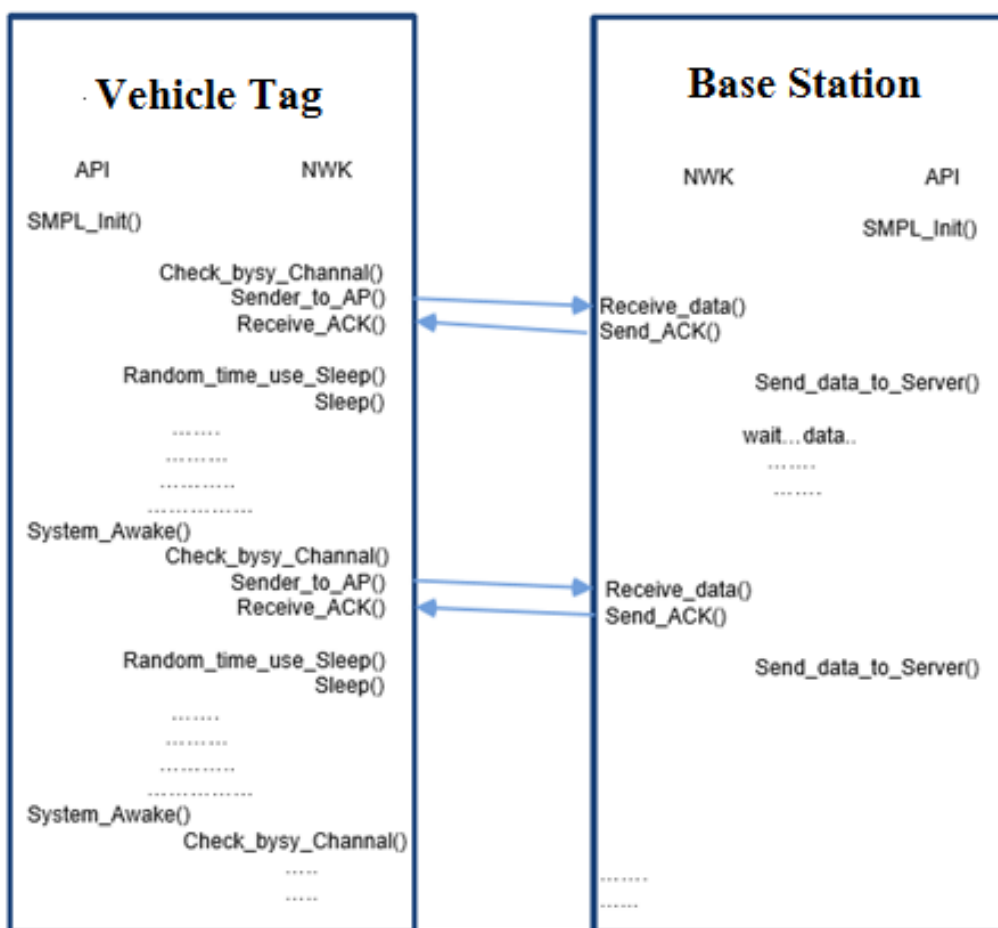 Vehicle Tag
API NWK
SMPL_Init()
Check_bysy_Channal()
Sender_to_AP()
Receive_ACK()
Random_time_use_Sleep()
Sleep()
.......
.........
...........
...............
System_Awake()
Check_bysy_Channal()
Sender_to_AP()
Receive_ACK()
Random_time_use_Sleep()
Sleep()
.......
.........
...........
...............
System_Awake()
Check_bysy_Channal()
.....
.....
Base Station
NWK API
SMPL_Init()
Receive_data()
Send_ACK()
Send_data_to_Server()
wait...data..
.......
.......
Receive_data()
Send_ACK()
Send_data_to_Server()
.......
......